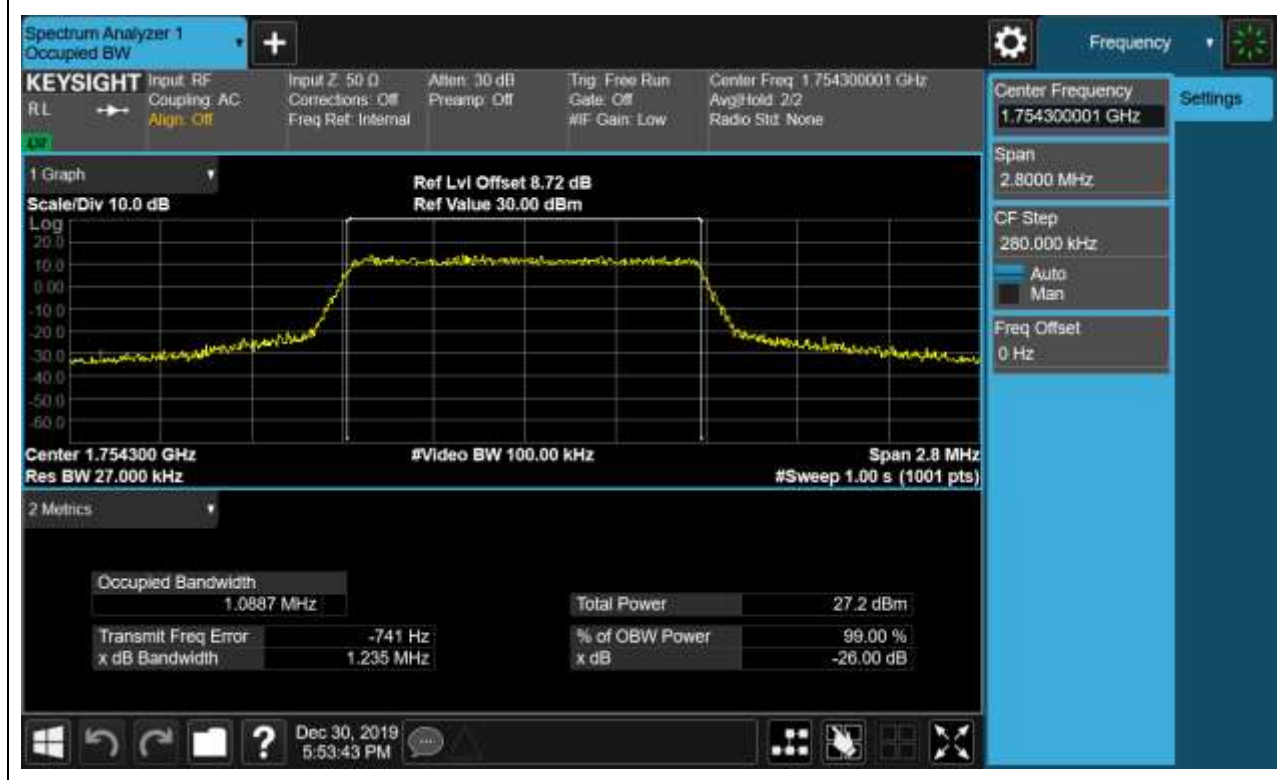 Spectrum Analyzer 1
Occupied BW
+
Frequency
KEYSIGHT
RL
Input: RF
Coupling: AC
Align: Off
Input Z: 50 Ω
Corrections: Off
Freq Ref: Internal
Atten: 30 dB
Preamp: Off
Trig: Free Run
Gate: Off
#IF Gain: Low
Center Freq: 1.754300001 GHz
Avg|Hold: 2/2
Radio Std: None
Center Frequency
1.754300001 GHz
Settings
Span
2.8000 MHz
CF Step
280.000 kHz
Auto
Man
Freq Offset
0 Hz
1 Graph
Scale/Div 10.0 dB
Ref Lvl Offset 8.72 dB
Ref Value 30.00 dBm
Log
20.0
10.0
0.00
-10.0
-20.0
-30.0
-40.0
-50.0
-60.0
Center 1.754300 GHz
#Video BW 100.00 kHz
Span 2.8 MHz
Res BW 27.000 kHz
#Sweep 1.00 s (1001 pts)
2 Metrics
Occupied Bandwidth
1.0887 MHz
Total Power 27.2 dBm
Transmit Freq Error -741 Hz
% of OBW Power 99.00 %
x dB Bandwidth 1.235 MHz
x dB -26.00 dB
?
Dec 30, 2019
5:53:43 PM